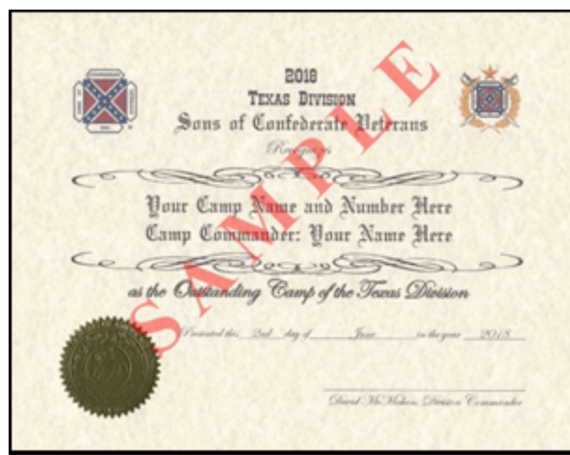 2018
Texas Division
Sons of Confederate Veterans
Recognizes
Your Camp Name and Number Here
Camp Commander: Your Name Here
as the Outstanding Camp of the Texas Division
Presented this 2nd day of June in the year 2018
David McMahon, Division Commander
SAMPLE